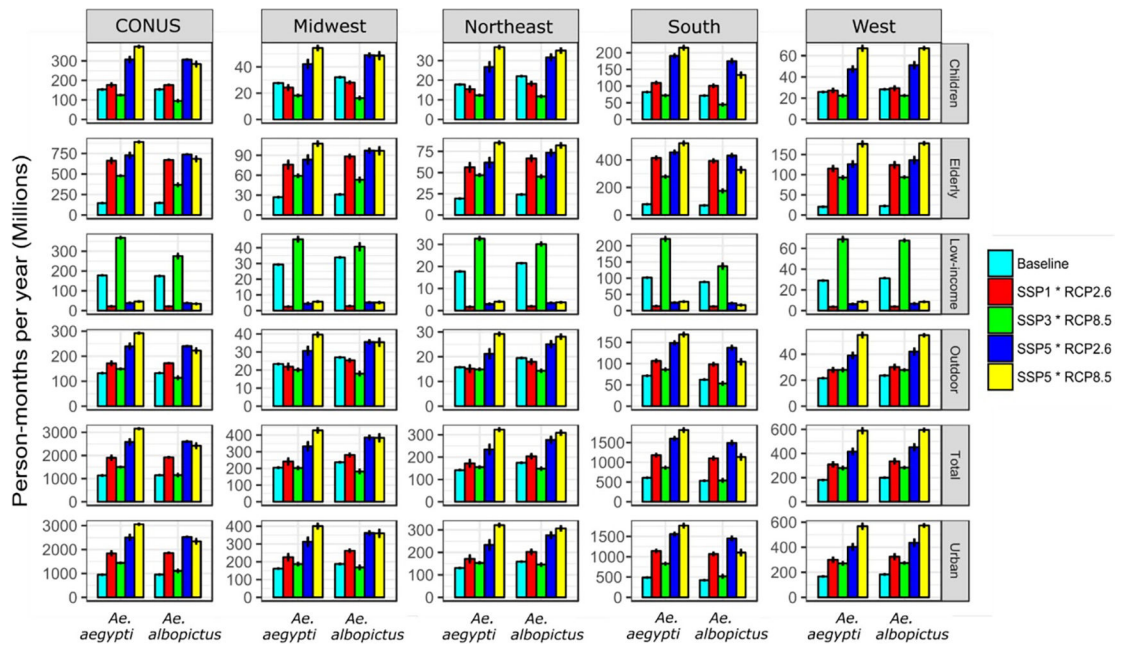 CONUS Midwest Northeast South West
Person-months per year (Millions)
300 200 100 0 40 20 0 30 20 10 0 200 150 100 50 0 60 40 20 0 Children
750 500 250 0 90 60 30 0 75 50 25 0 400 200 0 150 100 50 0 Elderly
300 200 100 0 40 30 20 10 0 30 20 10 0 200 150 100 50 0 60 40 20 0 Low-income
300 200 100 0 40 30 20 10 0 30 20 10 0 150 100 50 0 40 20 0 Outdoor
3000 2000 1000 0 400 300 200 100 0 300 200 100 0 1500 1000 500 0 600 400 200 0 Total
3000 2000 1000 0 400 300 200 100 0 300 200 100 0 1500 1000 500 0 600 400 200 0 Urban
Ae. aegypti Ae. albopictus Ae. aegypti Ae. albopictus Ae. aegypti Ae. albopictus Ae. aegypti Ae. albopictus Ae. aegypti Ae. albopictus
Baseline
SSP1 * RCP2.6
SSP3 * RCP8.5
SSP5 * RCP2.6
SSP5 * RCP8.5